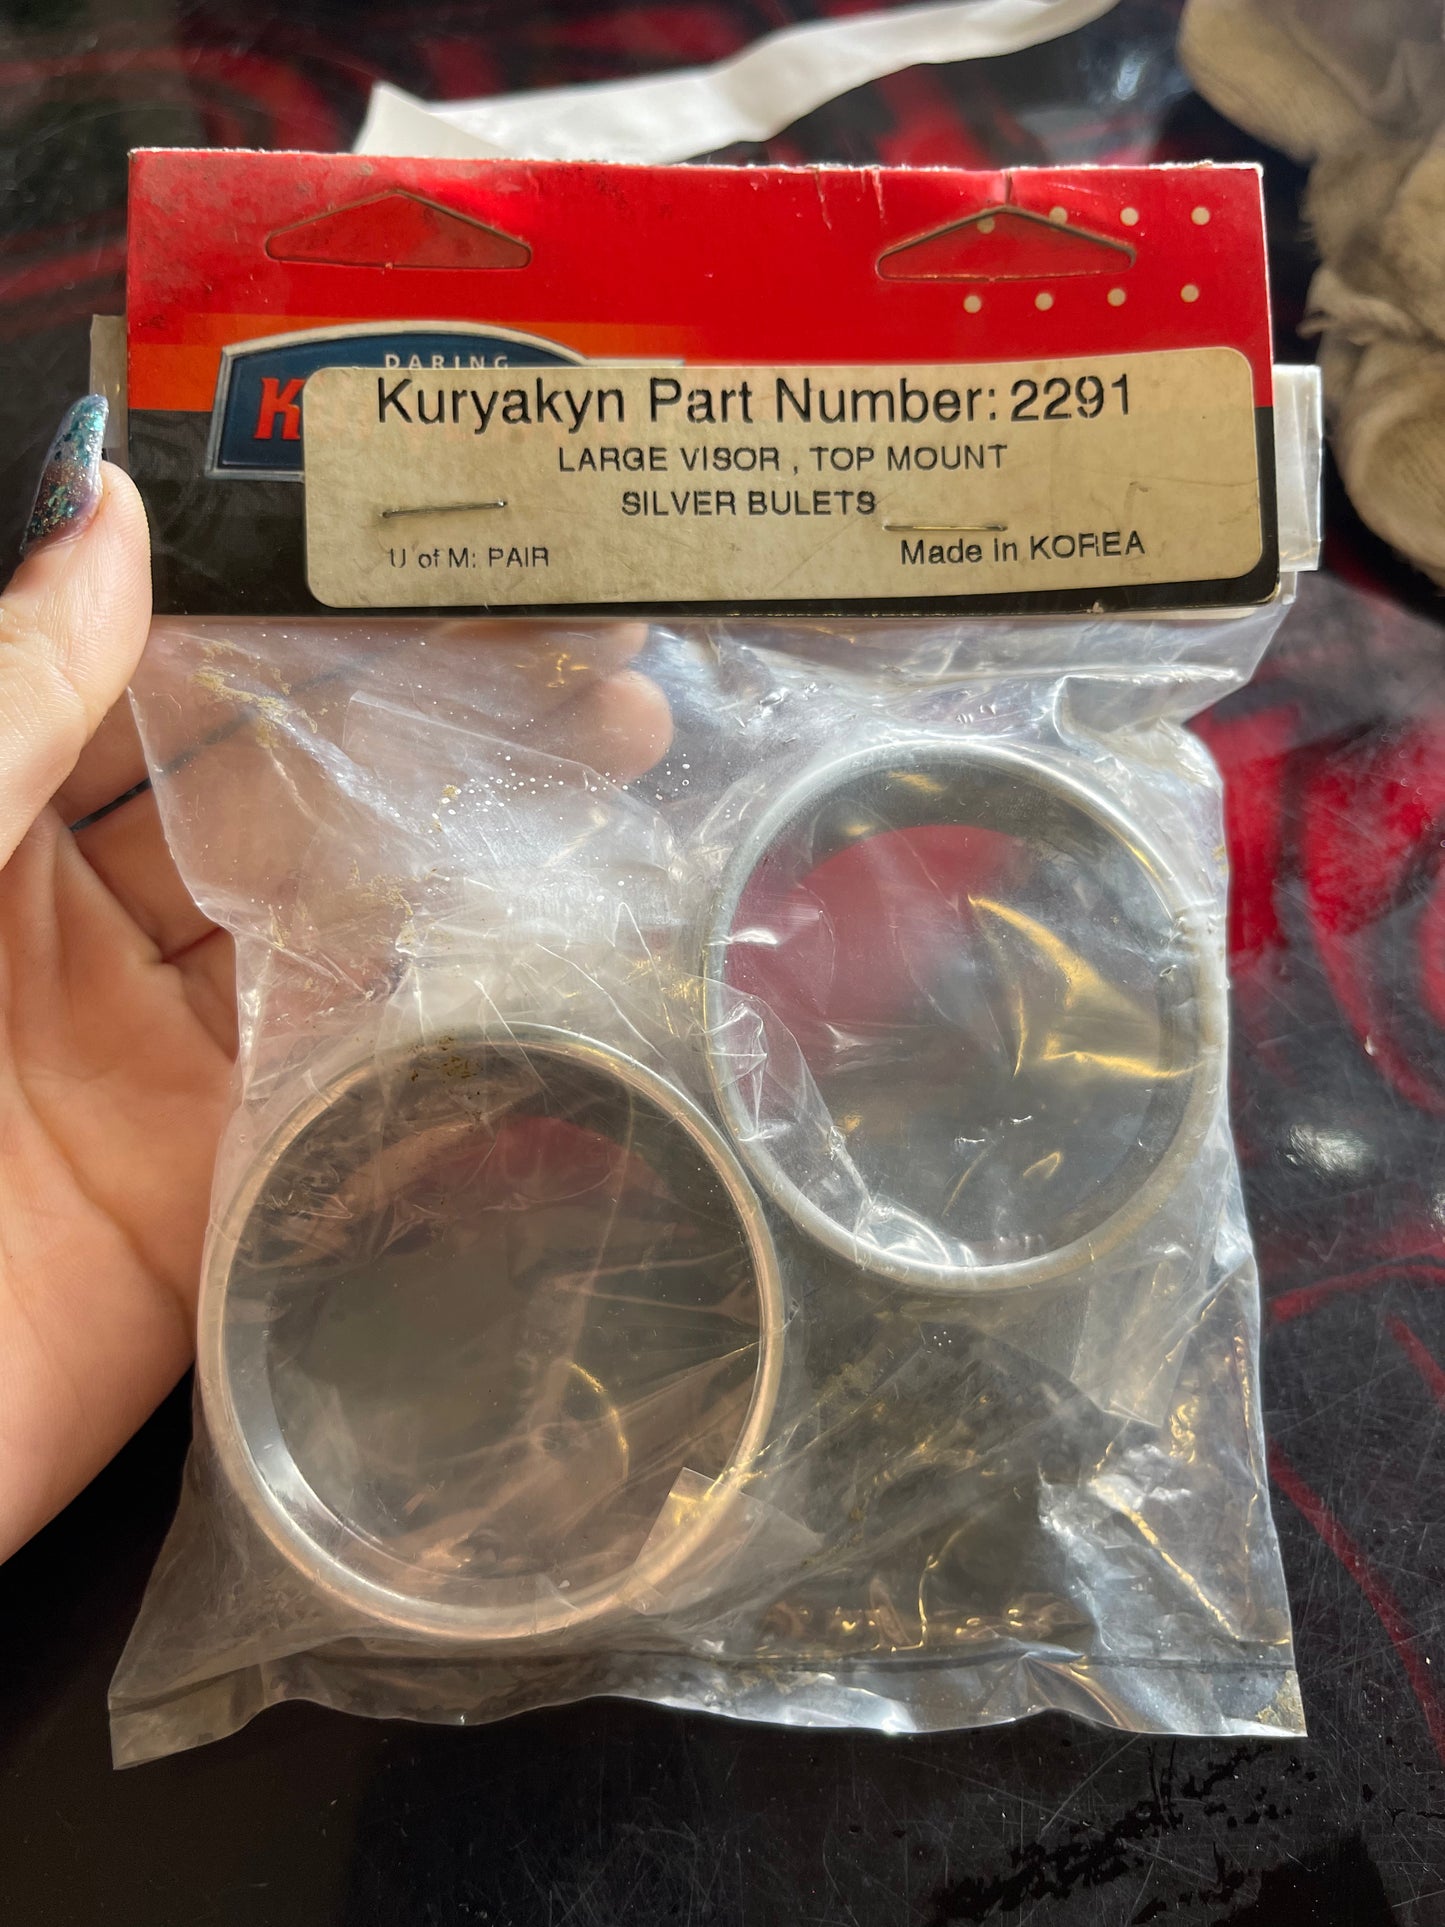 DARING
K
Kuryakyn Part Number: 2291
LARGE VISOR , TOP MOUNT
SILVER BULETS
U of M: PAIR
Made in KOREA